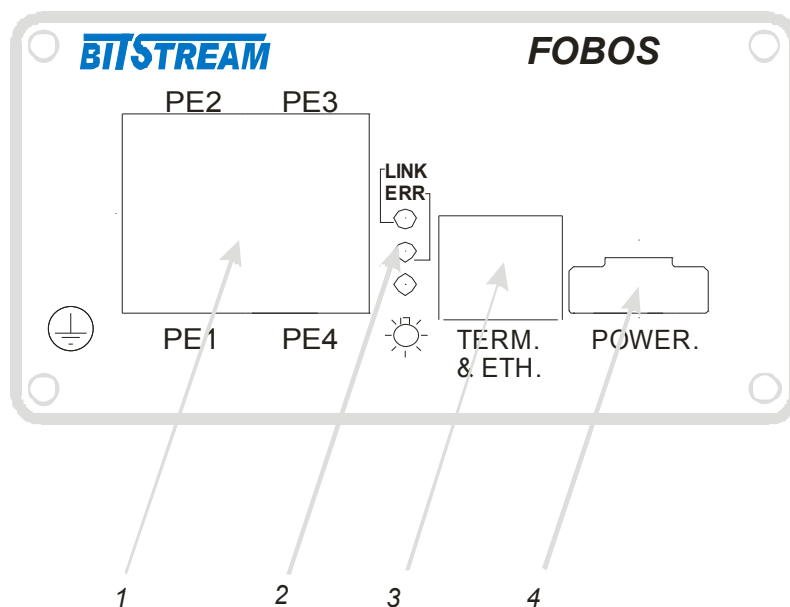 BITSTREAM
FOBOS
PE2 PE3
LINK
ERR
PE1 PE4
TERM.
& ETH.
POWER.
1 2 3 4